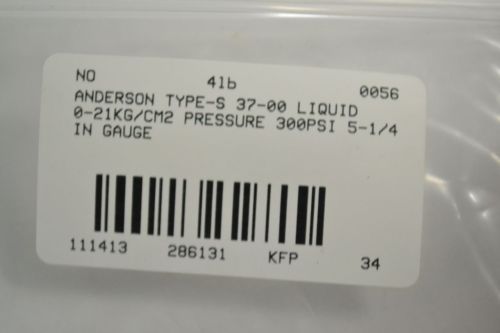 NO 4lb 0056
ANDERSON TYPE-S 37-00 LIQUID
0-21KG/CM2 PRESSURE 300PSI 5-1/4
IN GAUGE
111413 286131 KFP 34